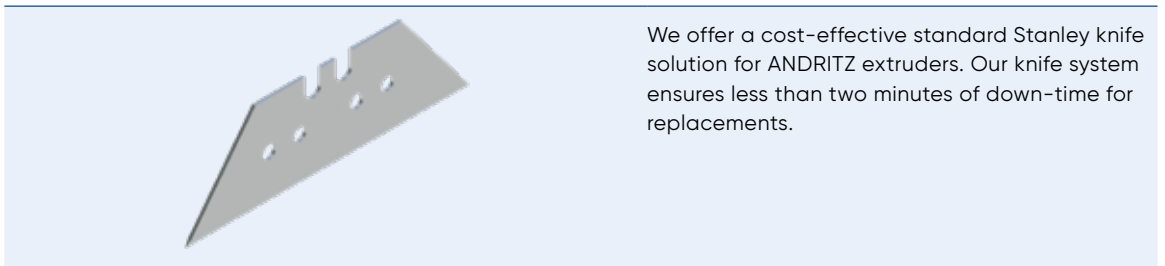 We offer a cost-effective standard Stanley knife
solution for ANDRITZ extruders. Our knife system
ensures less than two minutes of down-time for
replacements.